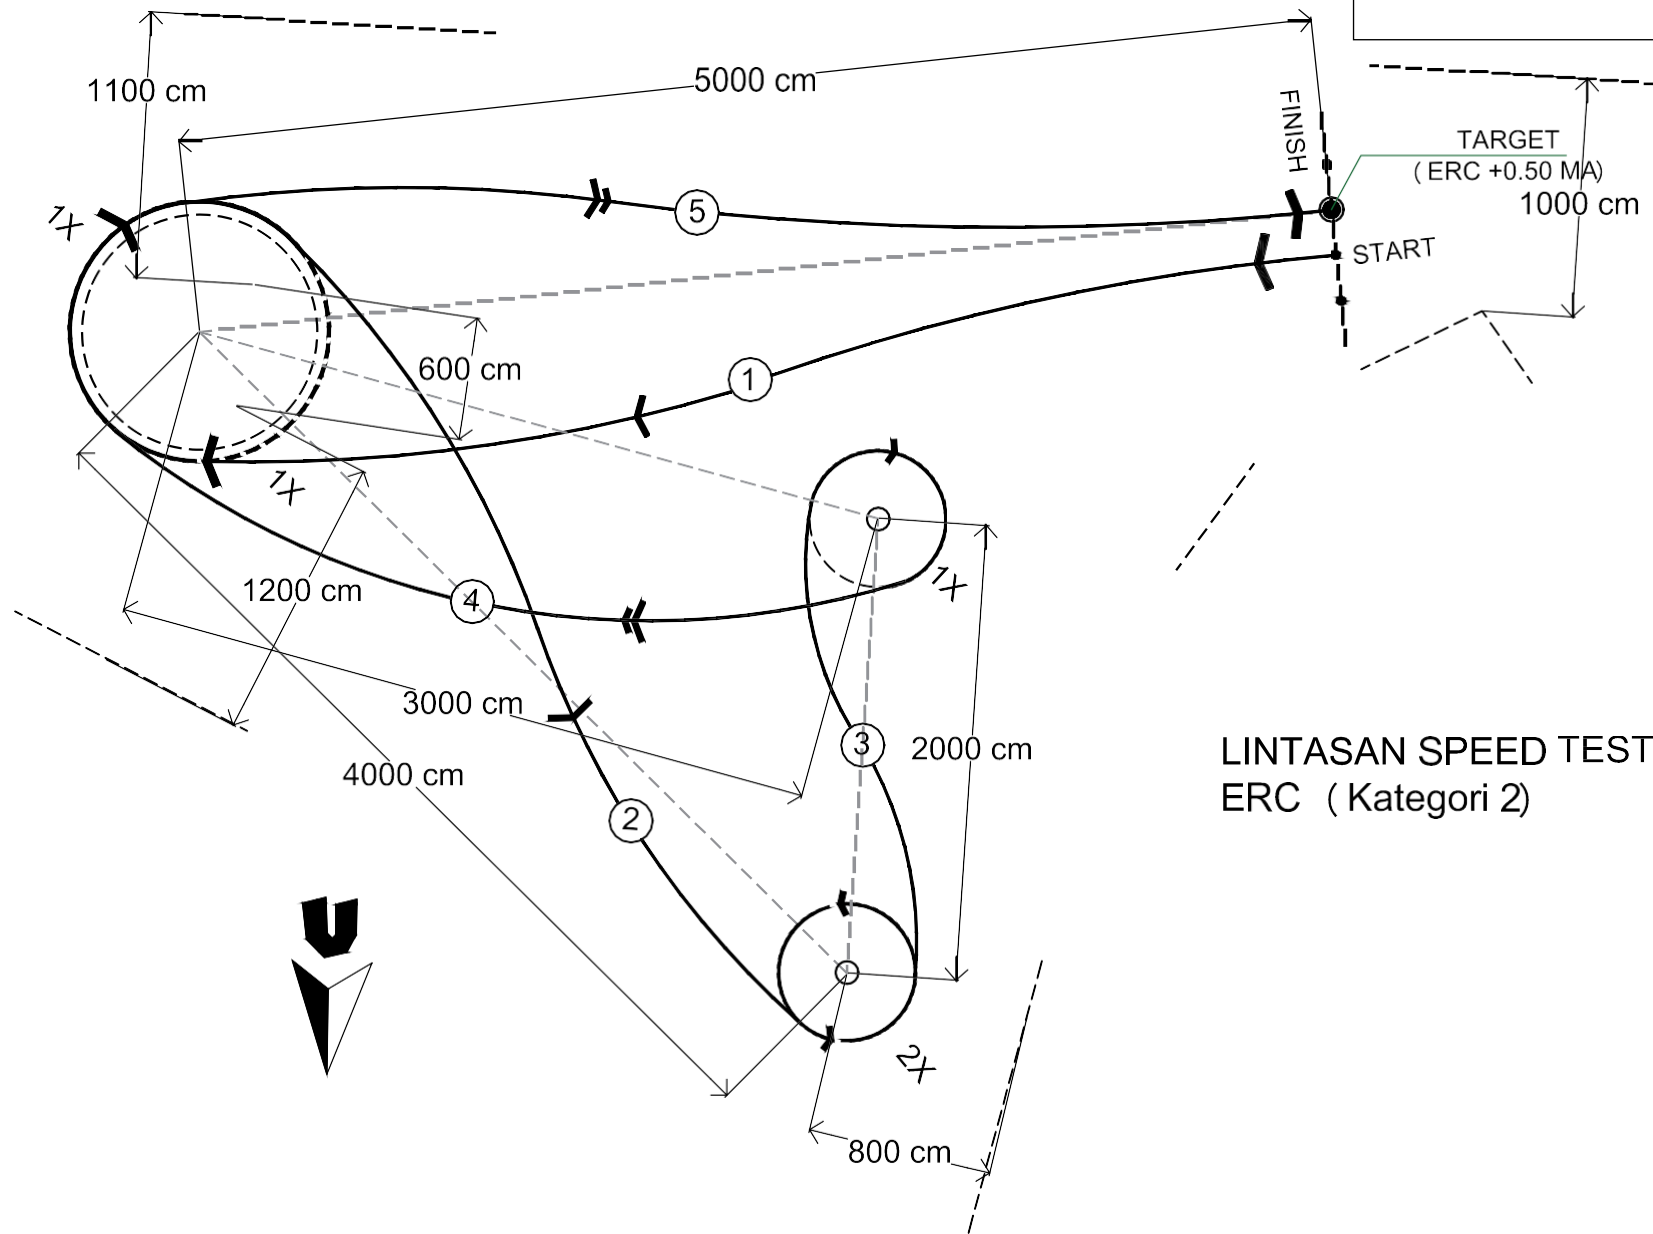 1100 cm
5000 cm
FINISH
TARGET
( ERC +0.50 MA)
1000 cm
START
1X
5
600 cm
1
1X
1X
1200 cm
4
3000 cm
4000 cm
3
2000 cm
2
LINTASAN SPEED TEST
ERC ( Kategori 2)
U
2X
800 cm